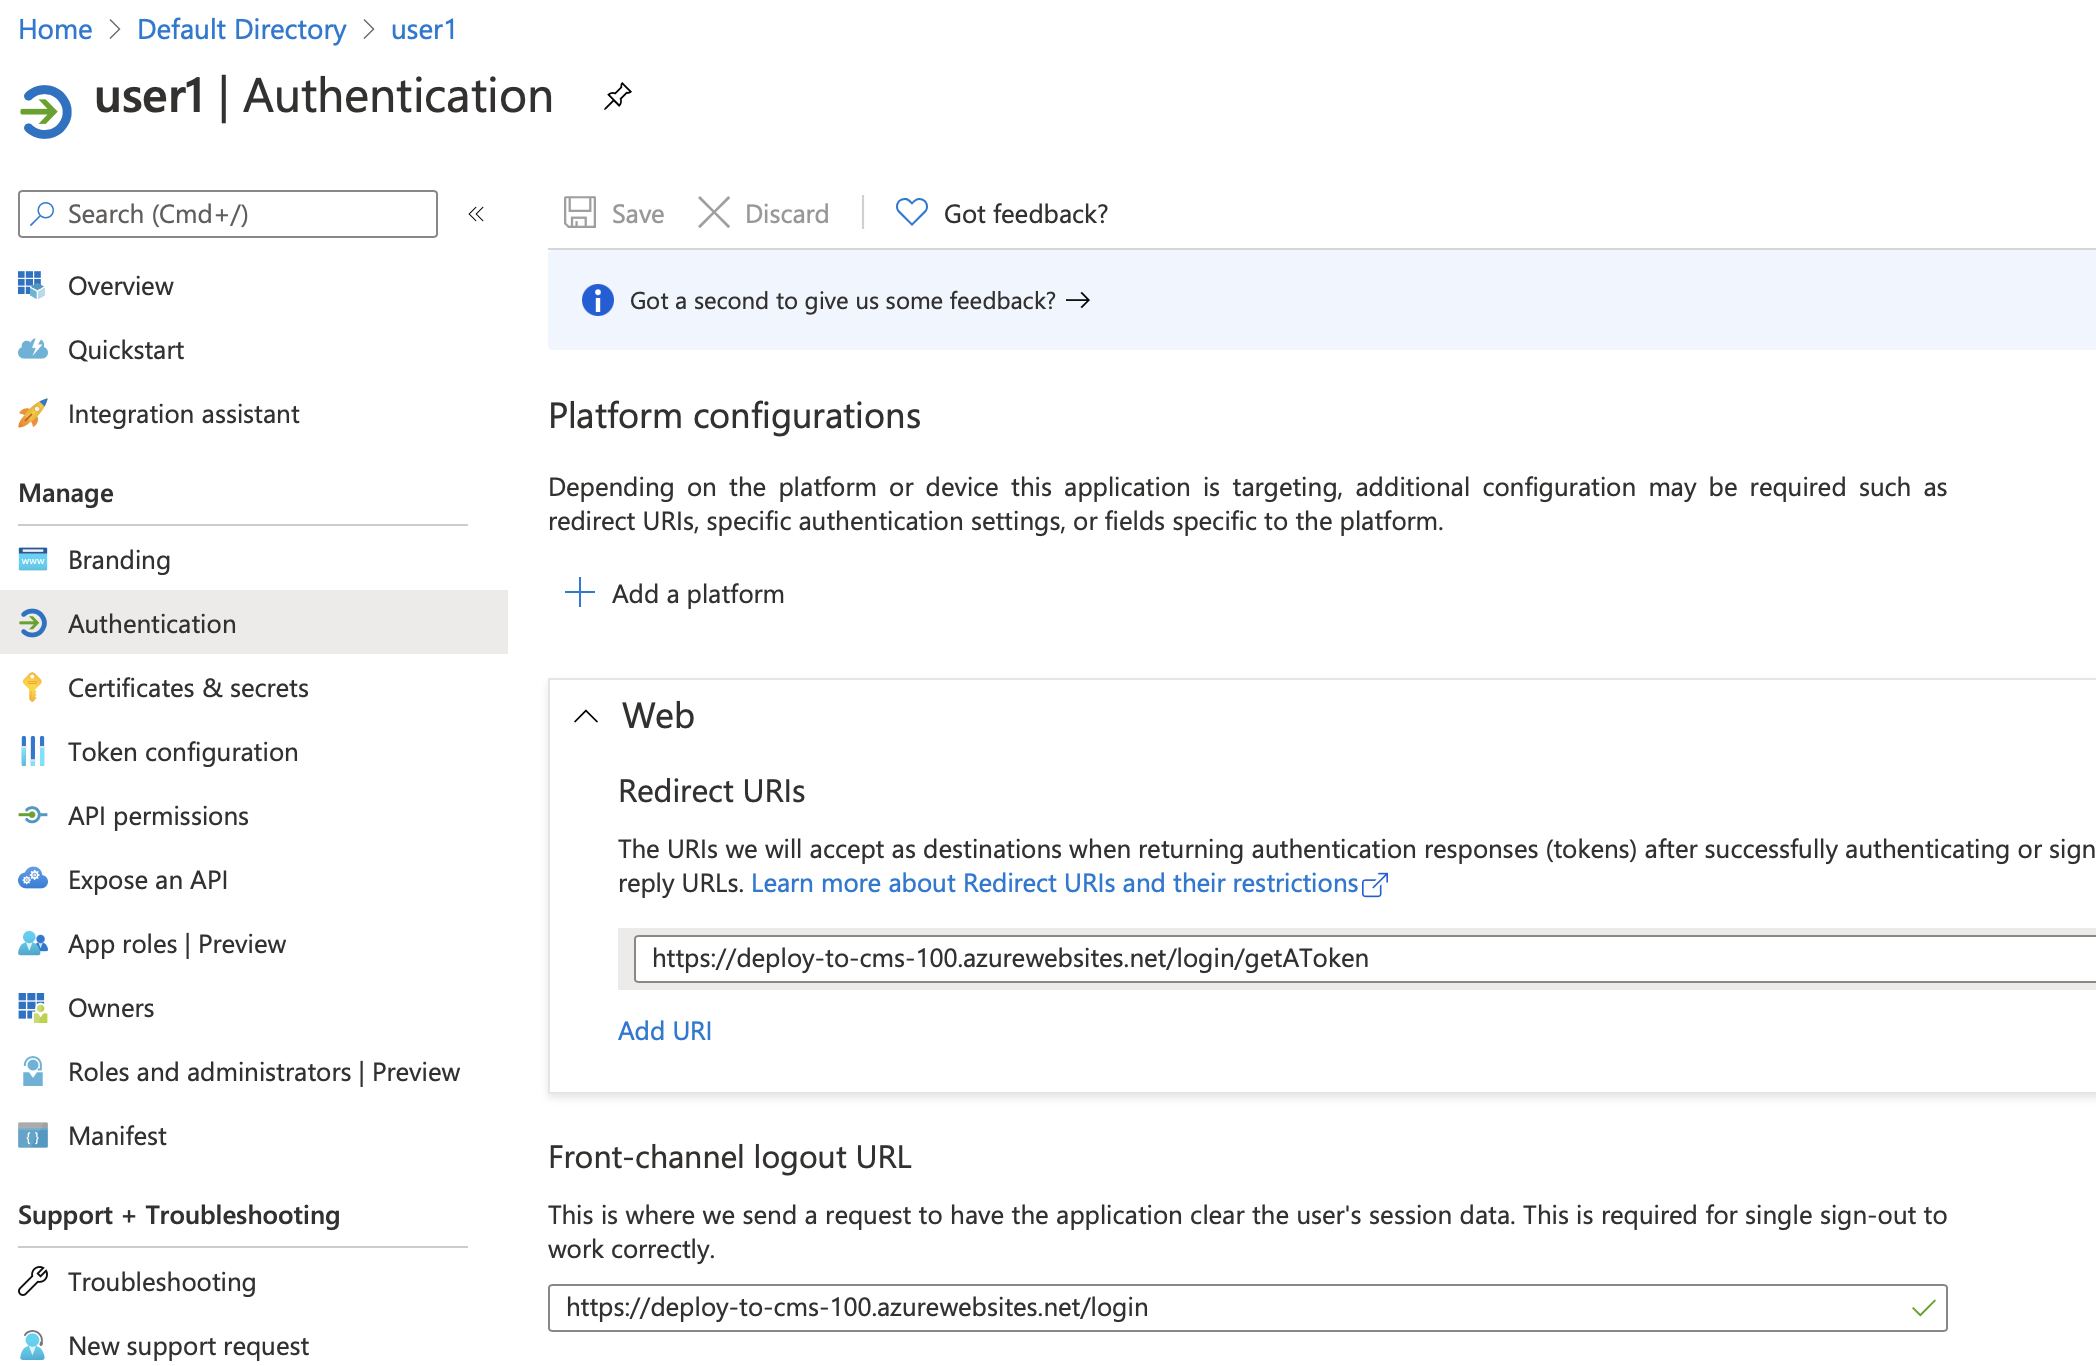 Home > Default Directory > user1
user1 | Authentication
Search (Cmd+/)
«
Save
Discard
Got feedback?
Overview
Quickstart
Integration assistant
Manage
Branding
Authentication
Certificates & secrets
Token configuration
API permissions
Expose an API
App roles | Preview
Owners
Roles and administrators | Preview
Manifest
Support + Troubleshooting
Troubleshooting
New support request
Got a second to give us some feedback? →
Platform configurations
Depending on the platform or device this application is targeting, additional configuration may be required such as
redirect URIs, specific authentication settings, or fields specific to the platform.
Add a platform
Web
Redirect URIs
The URIs we will accept as destinations when returning authentication responses (tokens) after successfully authenticating or sign
reply URLs. Learn more about Redirect URIs and their restrictions
https://deploy-to-cms-100.azurewebsites.net/login/getAToken
Add URI
Front-channel logout URL
This is where we send a request to have the application clear the user's session data. This is required for single sign-out to
work correctly.
https://deploy-to-cms-100.azurewebsites.net/login